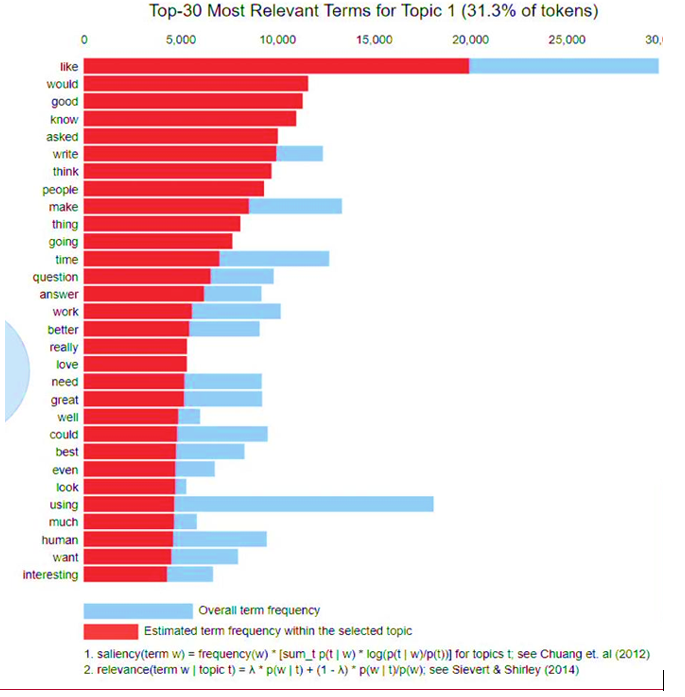 Top-30 Most Relevant Terms for Topic 1 (31.3% of tokens)
0 5,000 10,000 15,000 20,000 25,000 30,
like
would
good
know
asked
write
think
people
make
thing
going
time
question
answer
work
better
really
love
need
great
well
could
best
even
look
using
much
human
want
interesting
Overall term frequency
Estimated term frequency within the selected topic
1. saliency(term w) = frequency(w) * [sum_t p(t | w) * log(p(t | w)/p(t))] for topics t; see Chuang et. al (2012)
2. relevance(term w | topic t) = λ * p(w | t) + (1 - λ) * p(w | t)/p(w); see Sievert & Shirley (2014)